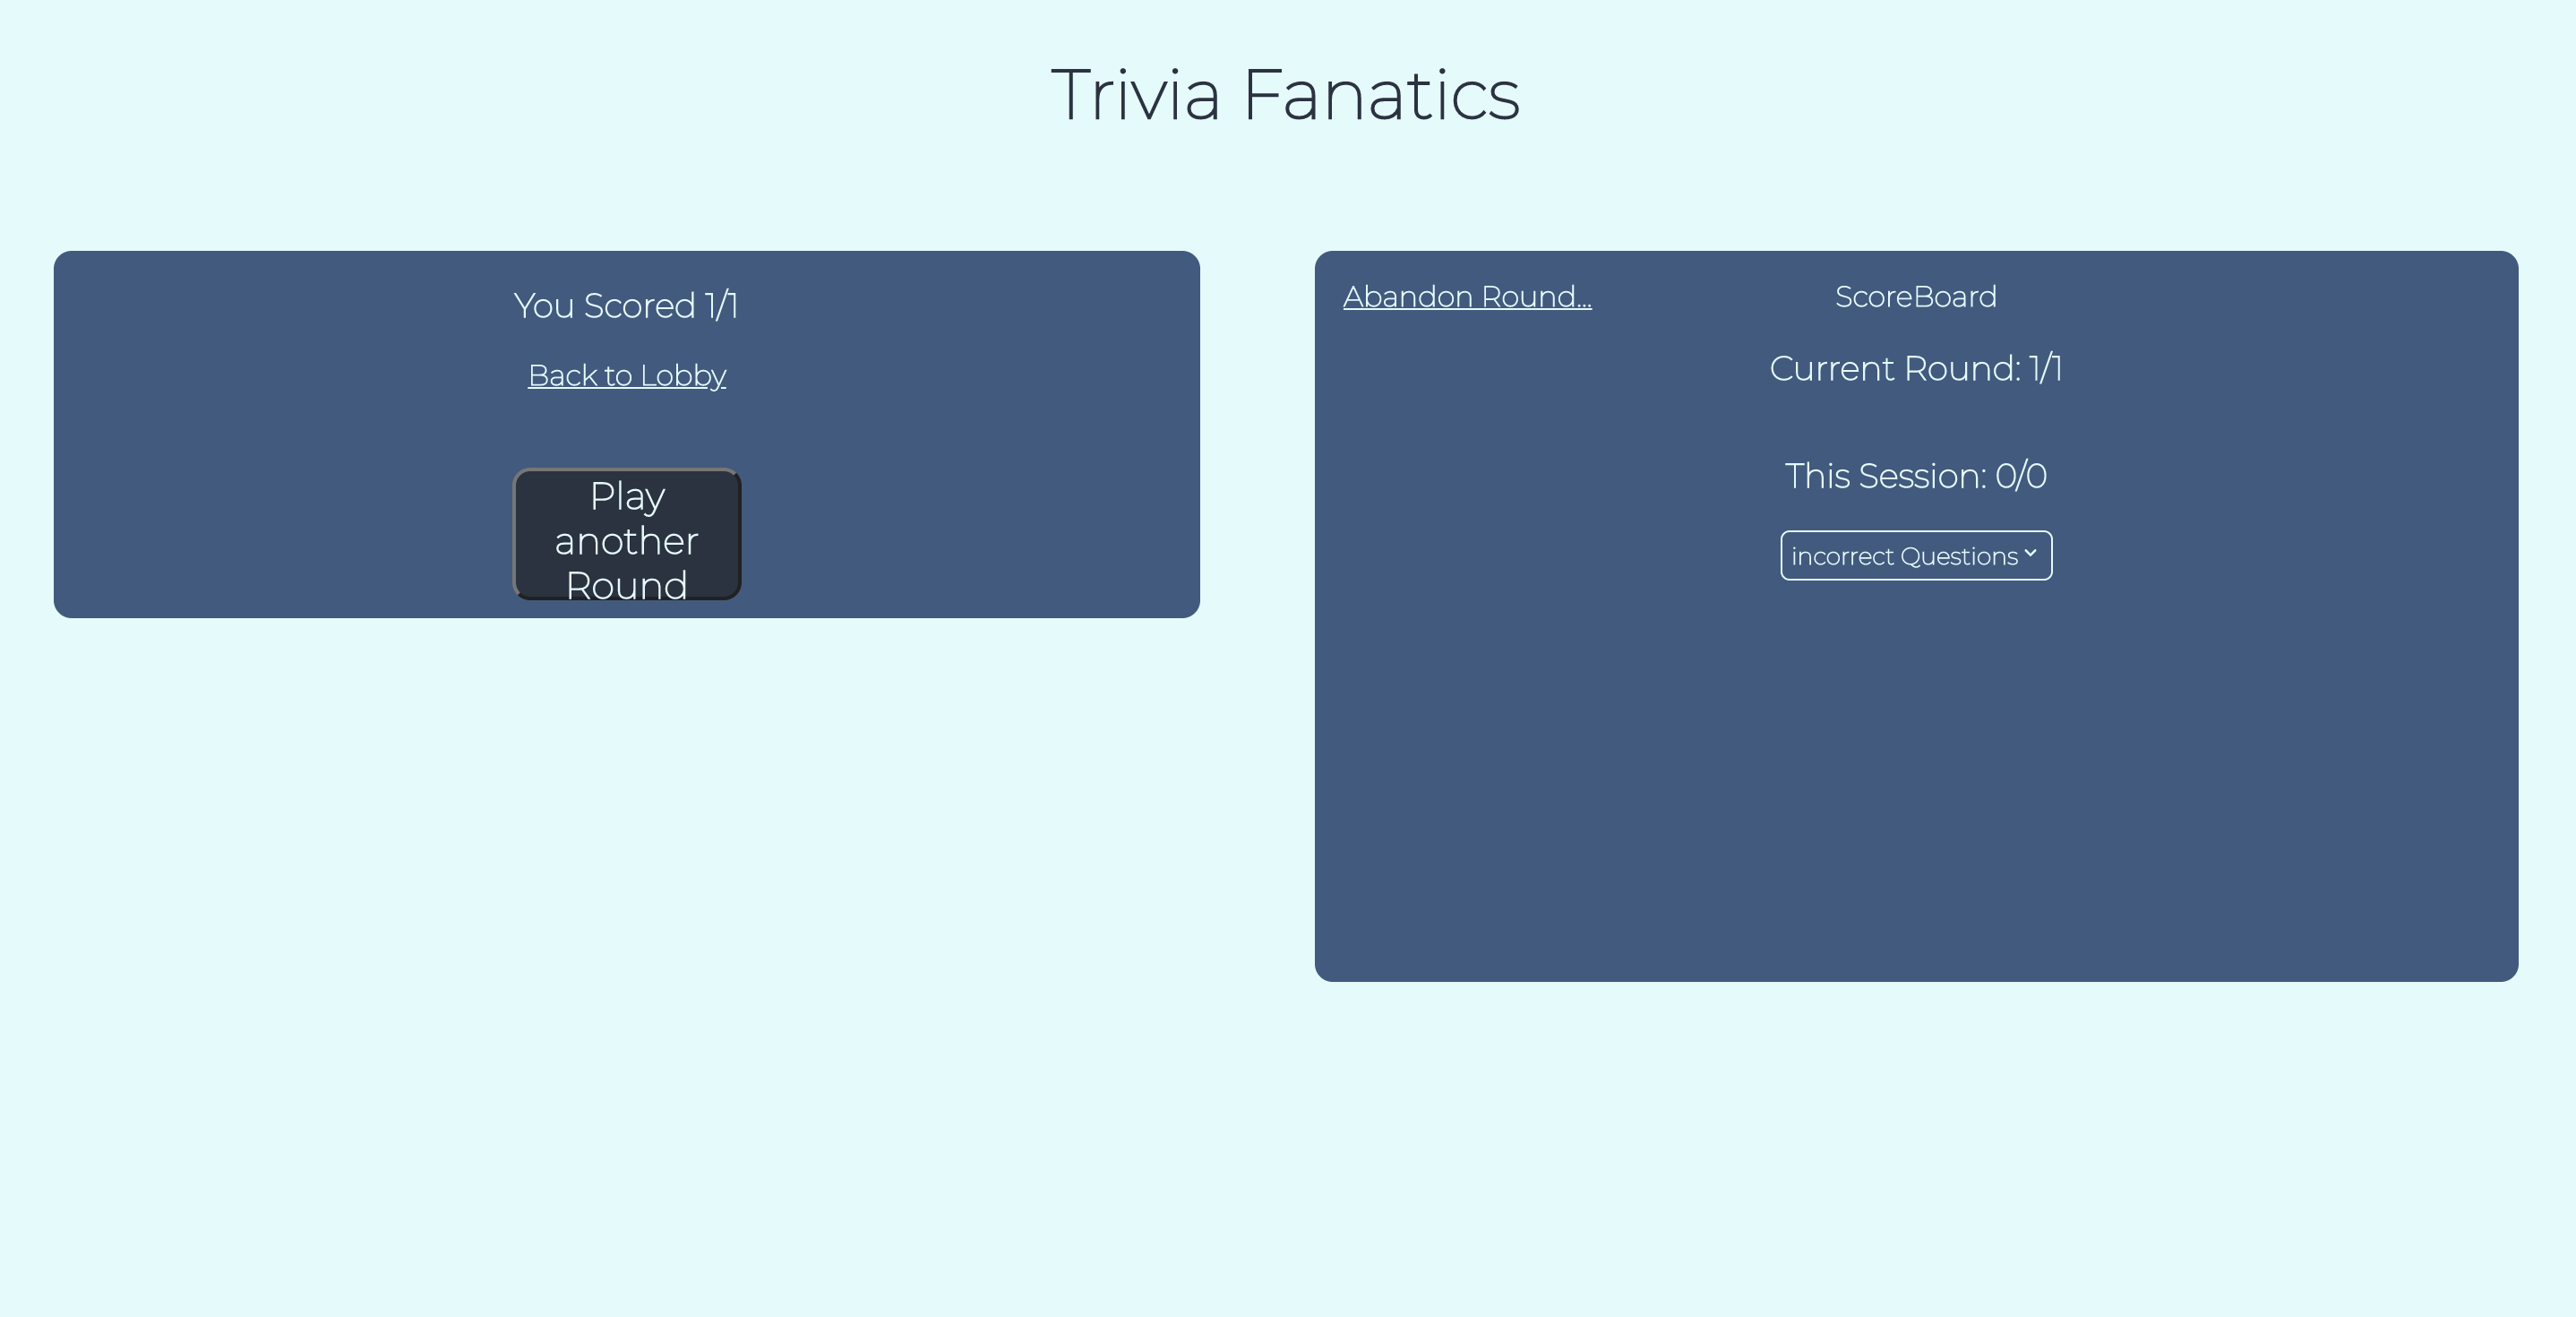 Trivia Fanatics
You Scored 1/1
Back to Lobby
Play
another
Round
Abandon Round...
ScoreBoard
Current Round: 1/1
This Session: 0/0
incorrect Questions